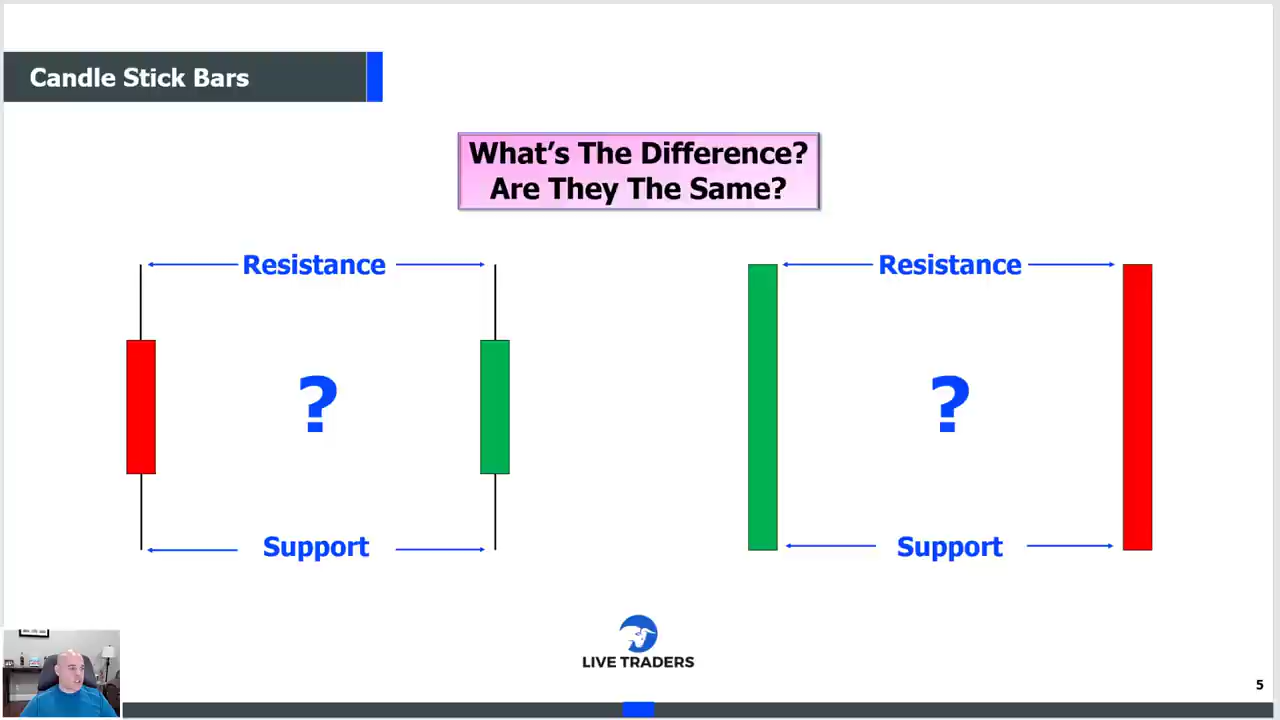 Candle Stick Bars
What's The Difference?
Are They The Same?
Resistance
Resistance
?
?
Support
Support
LIVE TRADERS
5